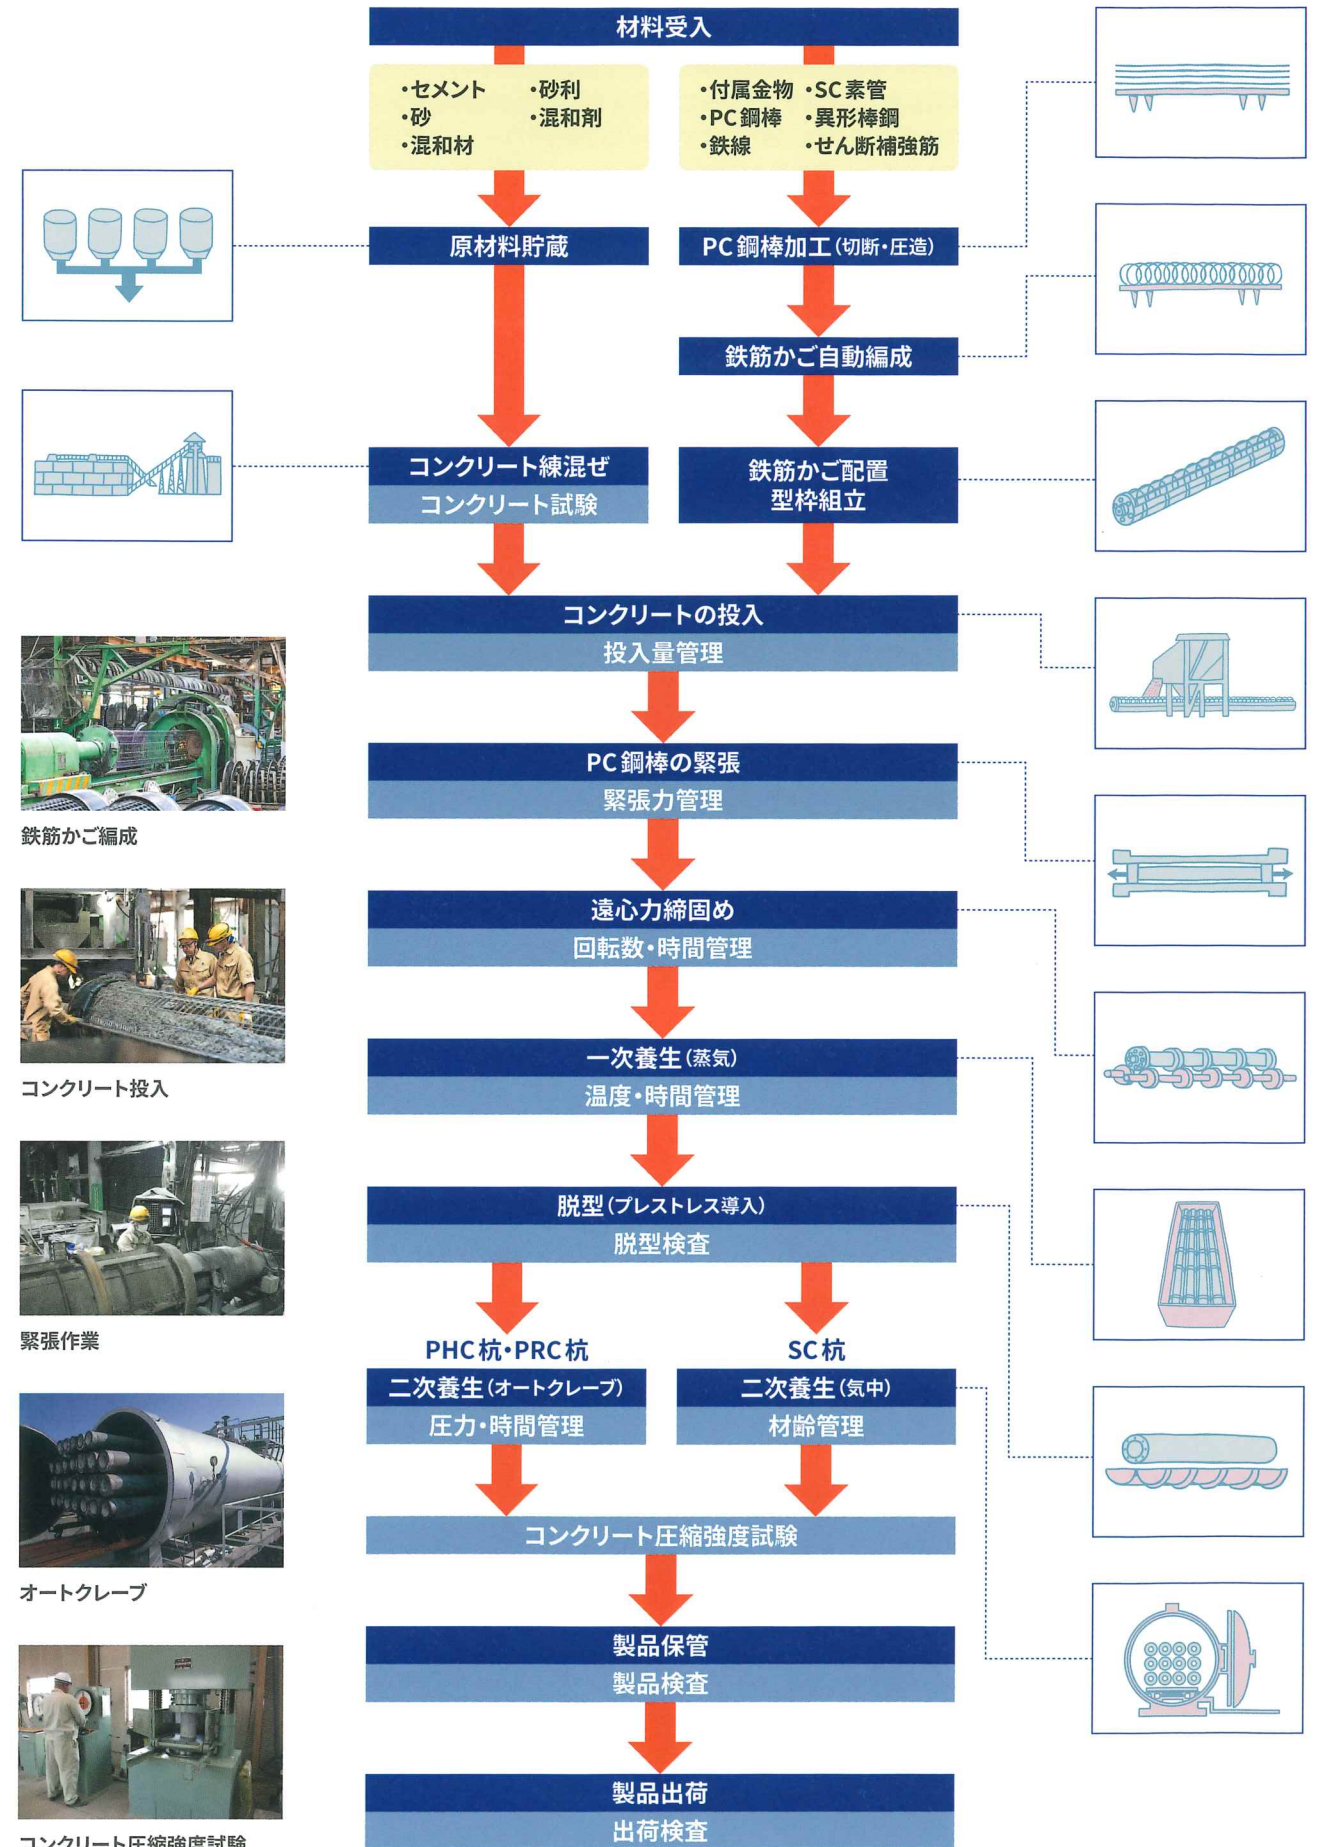 材料受入
・セメント ・砂利
・砂 ・混和剤
・混和材
・付属金物 ・SC素管
・PC鋼棒 ・異形棒鋼
・鉄線 ・せん断補強筋
原材料貯蔵
PC鋼棒加工(切断・圧造)
鉄筋かご自動編成
コンクリート練混ぜ
コンクリート試験
鉄筋かご配置
型枠組立
コンクリートの投入
投入量管理
PC鋼棒の緊張
緊張力管理
遠心力締固め
回転数・時間管理
一次養生(蒸気)
温度・時間管理
脱型(プレストレス導入)
脱型検査
PHC杭・PRC杭
二次養生(オートクレーブ)
圧力・時間管理
SC杭
二次養生(気中)
材齢管理
コンクリート圧縮強度試験
製品保管
製品検査
製品出荷
出荷検査
鉄筋かご編成
コンクリート投入
緊張作業
オートクレーブ
コンクリート圧縮強度試験